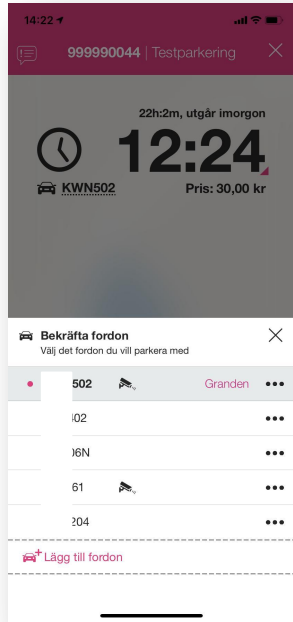 14:22
999990044 | Testparkering
22h:2m, utgår imorgon
12:24
KWN502
Pris: 30,00 kr
Bekräfta fordon
Välj det fordon du vill parkera med
502 Granden
402
06N
61
204
Lägg till fordon